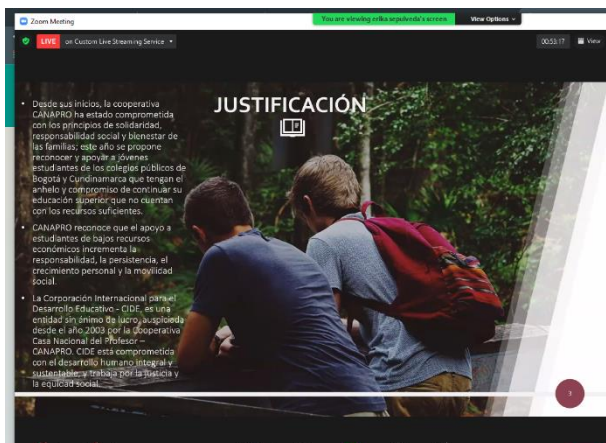 Zoom Meeting
You are viewing erika sepulveda's screen
View Options
LIVE on Custom Live Streaming Service
00:53:17
View
JUSTIFICACIÓN
• Desde sus inicios, la cooperativa
CANAPRO ha estado comprometida
con los principios de solidaridad,
responsabilidad social y bienestar de
las familias; este año se propone
reconocer y apoyar a jóvenes
estudiantes de los colegios públicos de
Bogotá y Cundinamarca que tengan el
anhelo y compromiso de continuar su
educación superior que no cuentan
con los recursos suficientes.
• CANAPRO reconoce que el apoyo a
estudiantes de bajos recursos
económicos incrementa la
responsabilidad, la persistencia, el
crecimiento personal y la movilidad
social.
• La Corporación Internacional para el
Desarrollo Educativo - CIDE, es una
entidad sin ánimo de lucro, auspiciada
desde el año 2003 por la Cooperativa
Casa Nacional del Profesor –
CANAPRO. CIDE está comprometida
con el desarrollo humano integral y
sustentable, y trabaja por la justicia y
la equidad social.
3